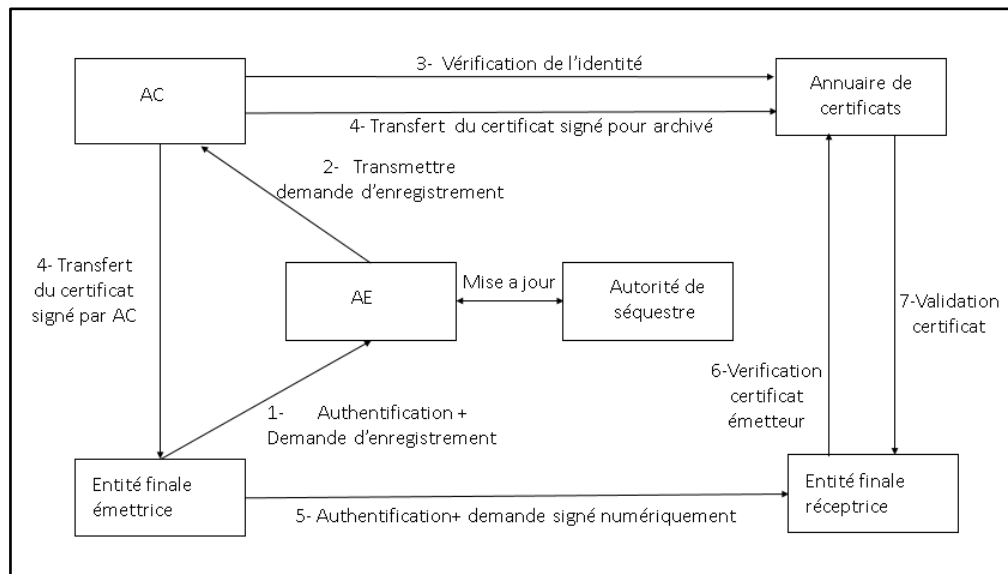 3- Vérification de l'identité
AC
Annuaire de
certificats
4- Transfert du certificat signé pour archivé
2- Transmettre
demande d'enregistrement
4- Transfert
du certificat
signé par AC
AE
Mise a jour
Autorité de
séquestre
7-Validation
certificat
6-Verification
certificat
émetteur
1- Authentification +
Demande d'enregistrement
Entité finale
émettrice
Entité finale
réceptrice
5- Authentification+ demande signé numériquement